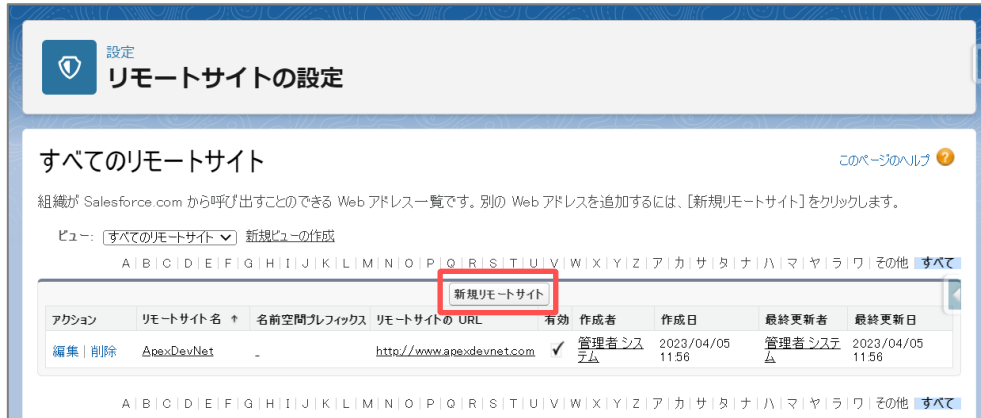 設定
リモートサイトの設定
すべてのリモートサイト
このページのヘルプ ?
組織が Salesforce.com から呼び出すことのできる Web アドレス一覧です。別の Web アドレスを追加するには、[新規リモートサイト] をクリックします。
ビュー: すべてのリモートサイト 新規ビューの作成
A | B | C | D | E | F | G | H | I | J | K | L | M | N | O | P | Q | R | S | T | U | V | W | X | Y | Z | ア | カ | サ | タ | ナ | ハ | マ | ヤ | ラ | ワ | その他 | すべて
新規リモートサイト
アクション リモートサイト名 ↑ 名前空間プレフィックス リモートサイトの URL 有効 作成者 作成日 最終更新者 最終更新日
編集 | 削除 ApexDevNet - http://www.apexdevnet.com ✓ 管理者 システム 2023/04/05 11:56 管理者 システム 2023/04/05 11:56
A | B | C | D | E | F | G | H | I | J | K | L | M | N | O | P | Q | R | S | T | U | V | W | X | Y | Z | ア | カ | サ | タ | ナ | ハ | マ | ヤ | ラ | ワ | その他 | すべて